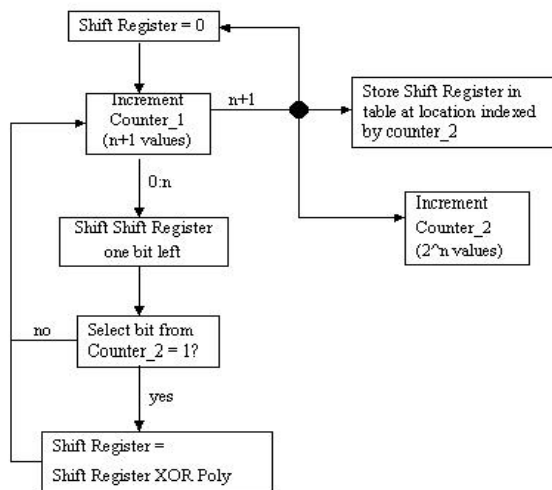 Shift Register = 0
Increment
Counter_1
(n+1 values)
n+1
Store Shift Register in
table at location indexed
by counter_2
0:n
Increment
Counter_2
(2^n values)
Shift Shift Register
one bit left
no
Select bit from
Counter_2 = 1?
yes
Shift Register =
Shift Register XOR Poly